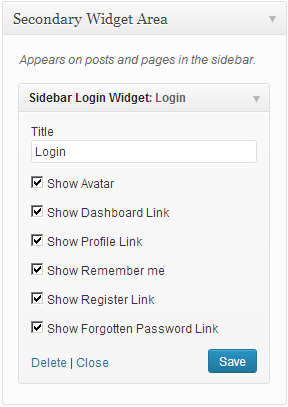 Secondary Widget Area
Appears on posts and pages in the sidebar.
Sidebar Login Widget: Login
Title
Login
Show Avatar
Show Dashboard Link
Show Profile Link
Show Remember me
Show Register Link
Show Forgotten Password Link
Delete | Close Save